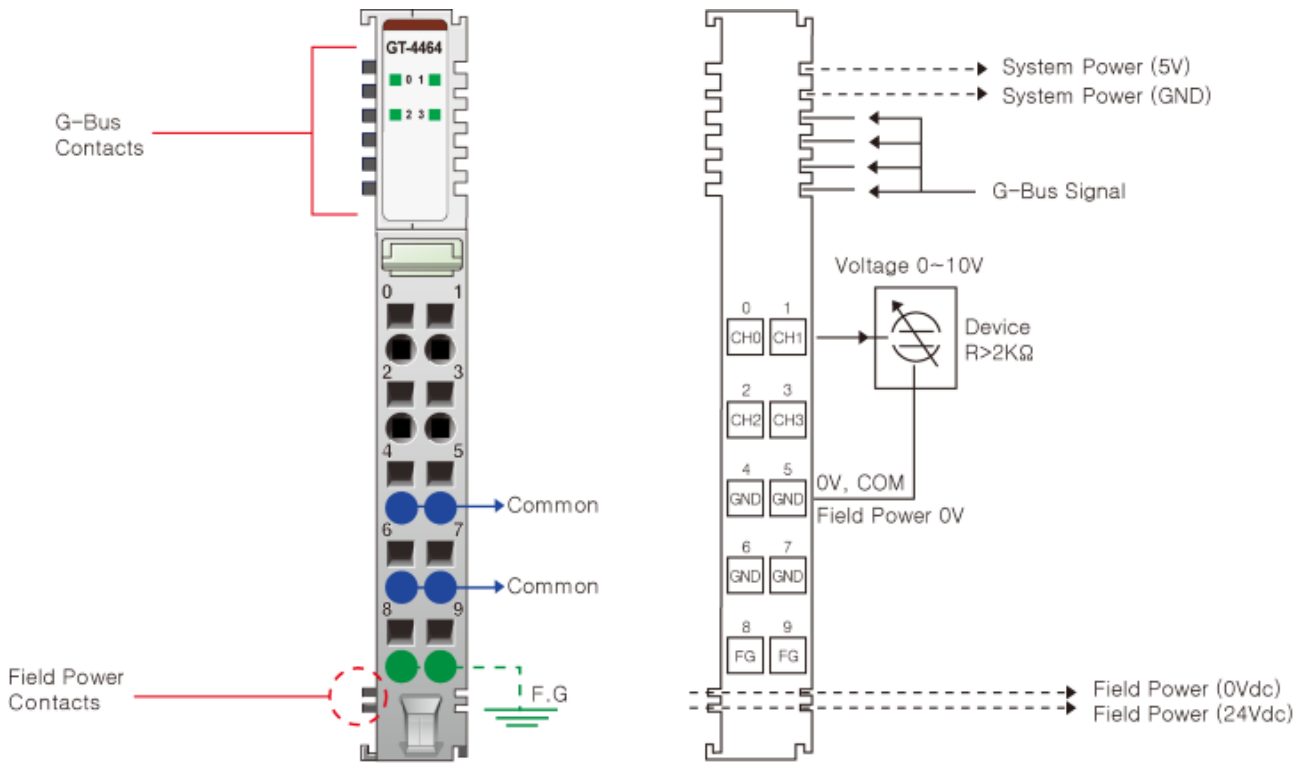 GT-4464
0 1
2 3
G-Bus
Contacts
0 1
2 3
4 5
Common
6 7
Common
8 9
Field Power
Contacts
F.G
System Power (5V)
System Power (GND)
G-Bus Signal
Voltage 0~10V
0 1
CH0 CH1
Device
R>2KΩ
2 3
CH2 CH3
4 5
GND GND
0V, COM
Field Power 0V
6 7
GND GND
8 9
FG FG
Field Power (0Vdc)
Field Power (24Vdc)